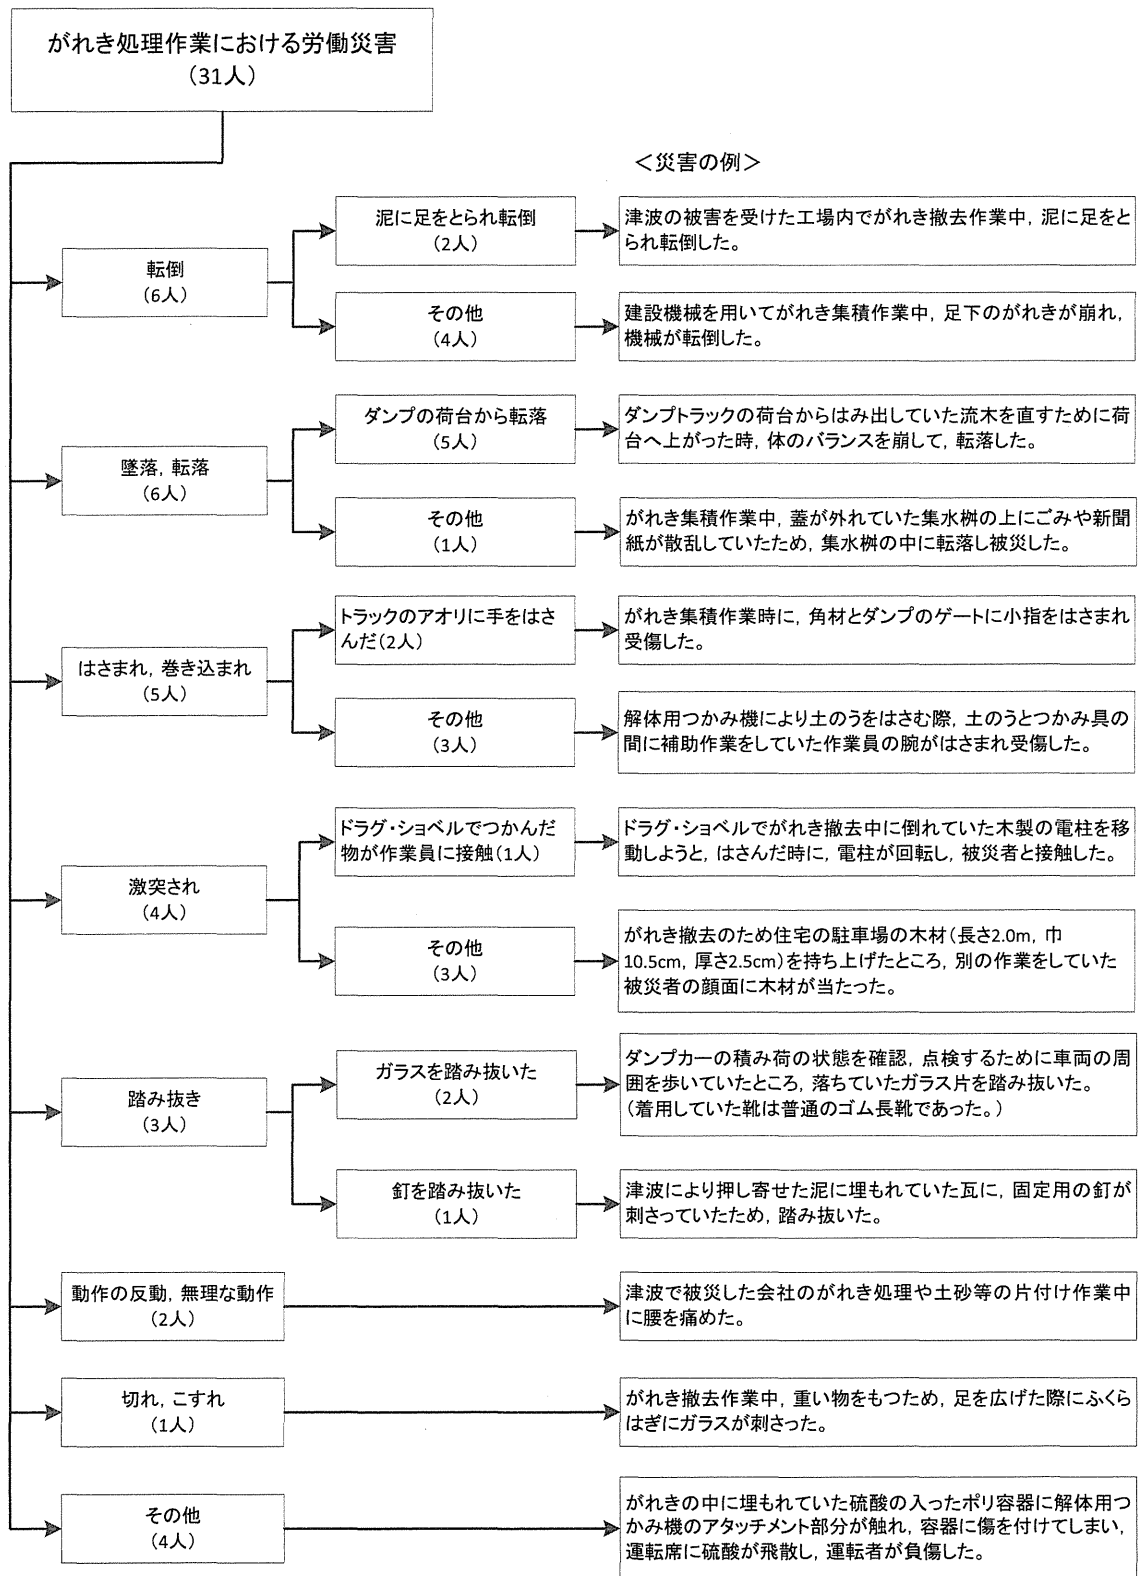 がれき処理作業における労働災害
（31人）
＜災害の例＞
転倒
（6人）
泥に足をとられ転倒
（2人）
津波の被害を受けた工場内でがれき撤去作業中，泥に足をと
られ転倒した。
その他
（4人）
建設機械を用いてがれき集積作業中，足下のがれきが崩れ，
機械が転倒した。
墜落，転落
（6人）
ダンプの荷台から転落
（5人）
ダンプトラックの荷台からはみ出していた流木を直すために荷
台へ上がった時，体のバランスを崩して，転落した。
その他
（1人）
がれき集積作業中，蓋が外れていた集水桝の上にごみや新聞
紙が散乱していたため，集水桝の中に転落し被災した。
はさまれ，巻き込まれ
（5人）
トラックのアオリに手をはさ
んだ（2人）
がれき集積作業時に，角材とダンプのゲートに小指をはさまれ
受傷した。
その他
（3人）
解体用つかみ機により土のうをはさむ際，土のうとつかみ具の
間に補助作業をしていた作業員の腕がはさまれ受傷した。
激突され
（4人）
ドラグ・ショベルでつかんだ
物が作業員に接触（1人）
ドラグ・ショベルでがれき撤去中に倒れていた木製の電柱を移
動しようと，はさんだ時に，電柱が回転し，被災者と接触した。
その他
（3人）
がれき撤去のため住宅の駐車場の木材（長さ2.0m，巾
10.5cm，厚さ2.5cm）を持ち上げたところ，別の作業をしていた
被災者の顔面に木材が当たった。
踏み抜き
（3人）
ガラスを踏み抜いた
（2人）
ダンプカーの積み荷の状態を確認，点検するために車両の周
囲を歩いていたところ，落ちていたガラス片を踏み抜いた。
（着用していた靴は普通のゴム長靴であった。）
釘を踏み抜いた
（1人）
津波により押し寄せた泥に埋もれていた瓦に，固定用の釘が
刺さっていたため，踏み抜いた。
動作の反動，無理な動作
（2人）
津波で被災した会社のがれき処理や土砂等の片付け作業中
に腰を痛めた。
切れ，こすれ
（1人）
がれき撤去作業中，重い物をもつため，足を広げた際にふくら
はぎにガラスが刺さった。
その他
（4人）
がれきの中に埋もれていた硫酸の入ったポリ容器に解体用つ
かみ機のアタッチメント部分が触れ，容器に傷を付けてしまい，
運転席に硫酸が飛散し，運転者が負傷した。